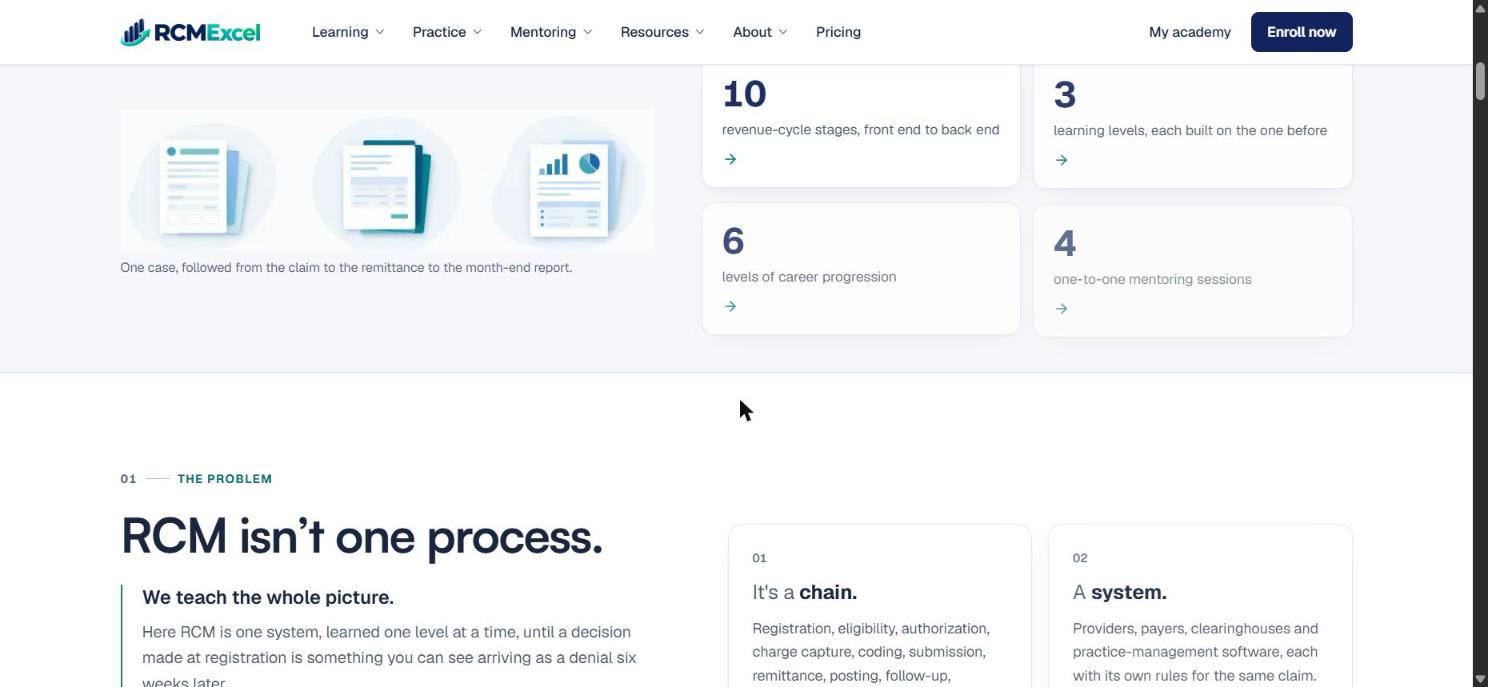 RCMExcel
Learning
Practice
Mentoring
Resources
About
Pricing
My academy
Enroll now
One case, followed from the claim to the remittance to the month-end report.
10
revenue-cycle stages, front end to back end
3
learning levels, each built on the one before
6
levels of career progression
4
one-to-one mentoring sessions
01 THE PROBLEM
RCM isn’t one process.
We teach the whole picture.
Here RCM is one system, learned one level at a time, until a decision
made at registration is something you can see arriving as a denial six
weeks later.
01
It's a chain.
Registration, eligibility, authorization,
charge capture, coding, submission,
remittance, posting, follow-up,
02
A system.
Providers, payers, clearinghouses and
practice-management software, each
with its own rules for the same claim.